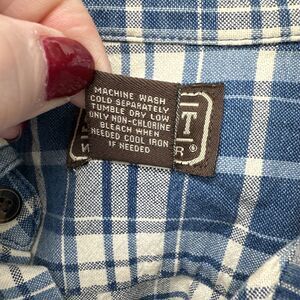 MACHINE WASH
COLD SEPARATELY
TUMBLE DRY LOW
ONLY NON-CHLORINE
BLEACH WHEN
NEEDED COOL IRON
IF NEEDED
T
R®